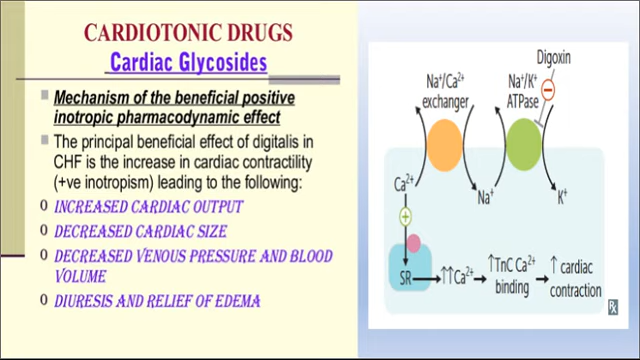 CARDIOTONIC DRUGS
Cardiac Glycosides
Mechanism of the beneficial positive
inotropic pharmacodynamic effect
The principal beneficial effect of digitalis in
CHF is the increase in cardiac contractility
(+ve inotropism) leading to the following:
o INCREASED CARDIAC OUTPUT
o DECREASED CARDIAC SIZE
o DECREASED VENOUS PRESSURE AND BLOOD
VOLUME
o DIURESIS AND RELIEF OF EDEMA
Digoxin
Na⁺/Ca²⁺
exchanger
Na⁺/K⁺
ATPase
−
Ca²⁺
Na⁺
K⁺
+
SR
↑↑Ca²⁺
↑TnC Ca²⁺
binding
↑ cardiac
contraction
℞